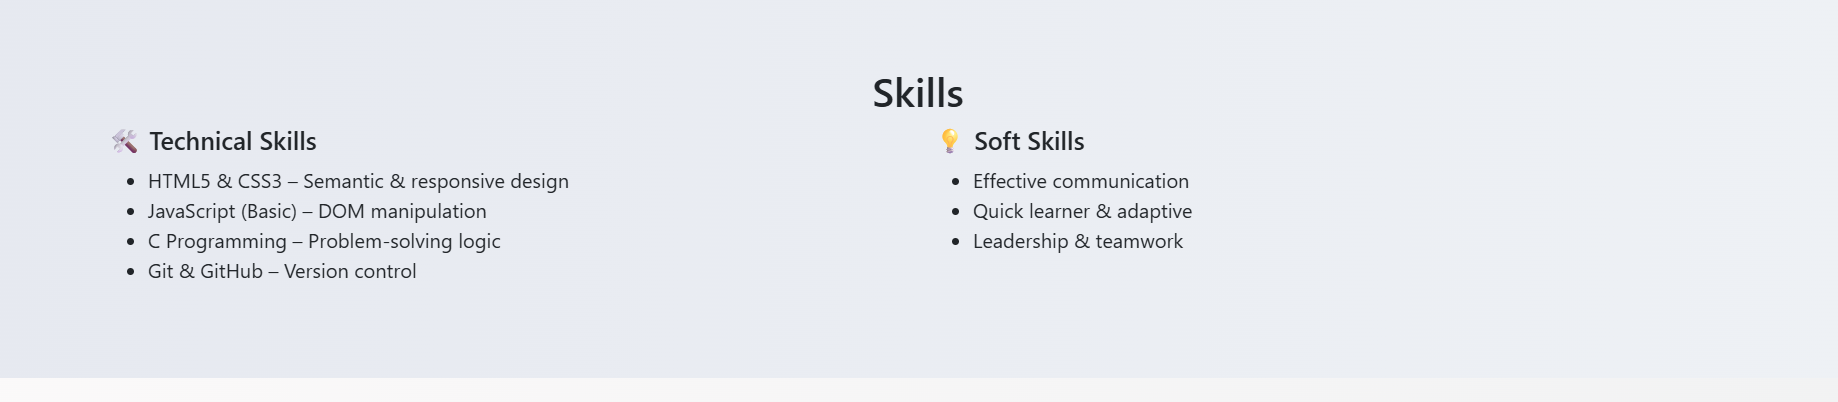 Skills
🛠️ Technical Skills
• HTML5 & CSS3 – Semantic & responsive design
• JavaScript (Basic) – DOM manipulation
• C Programming – Problem-solving logic
• Git & GitHub – Version control
💡 Soft Skills
• Effective communication
• Quick learner & adaptive
• Leadership & teamwork